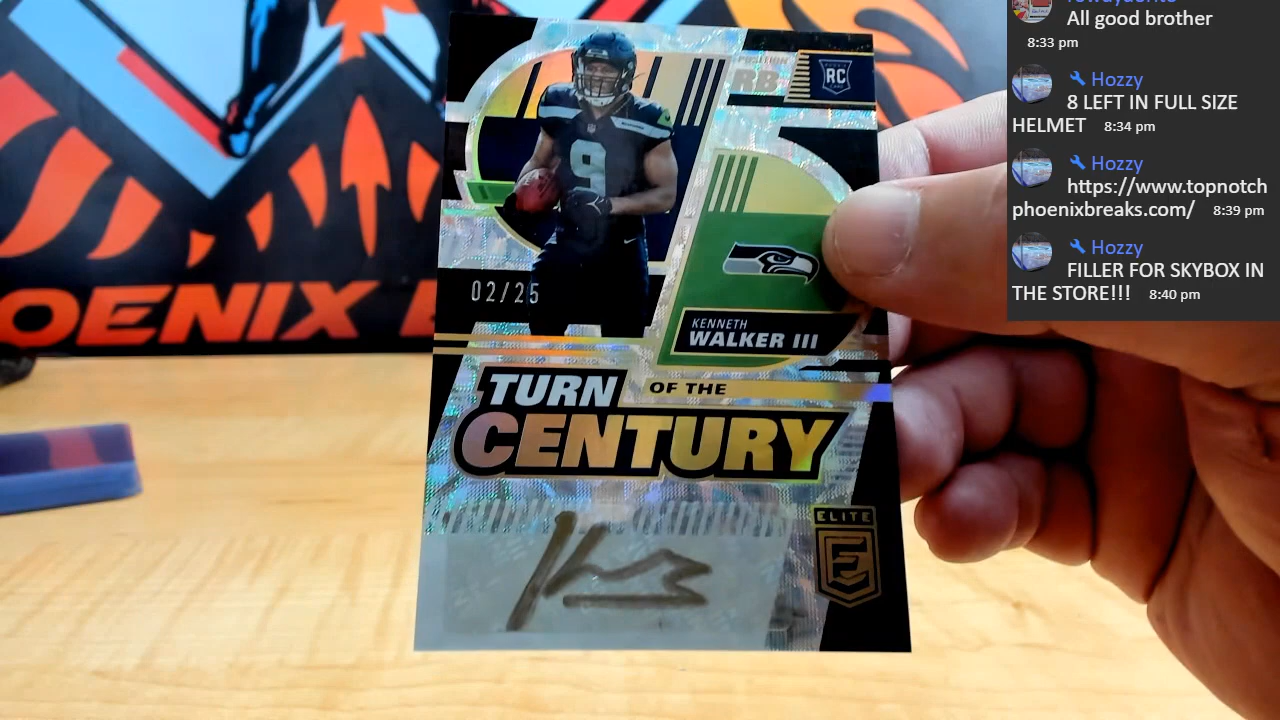 All good brother
8:33 pm
Hozzy
8 LEFT IN FULL SIZE
HELMET 8:34 pm
Hozzy
https://www.topnotch
phoenixbreaks.com/ 8:39 pm
Hozzy
FILLER FOR SKYBOX IN
THE STORE!!! 8:40 pm
POSITION
RB
RC
9
02/25
KENNETH
WALKER III
TURN OF THE
CENTURY
ELITE
E
OENIX